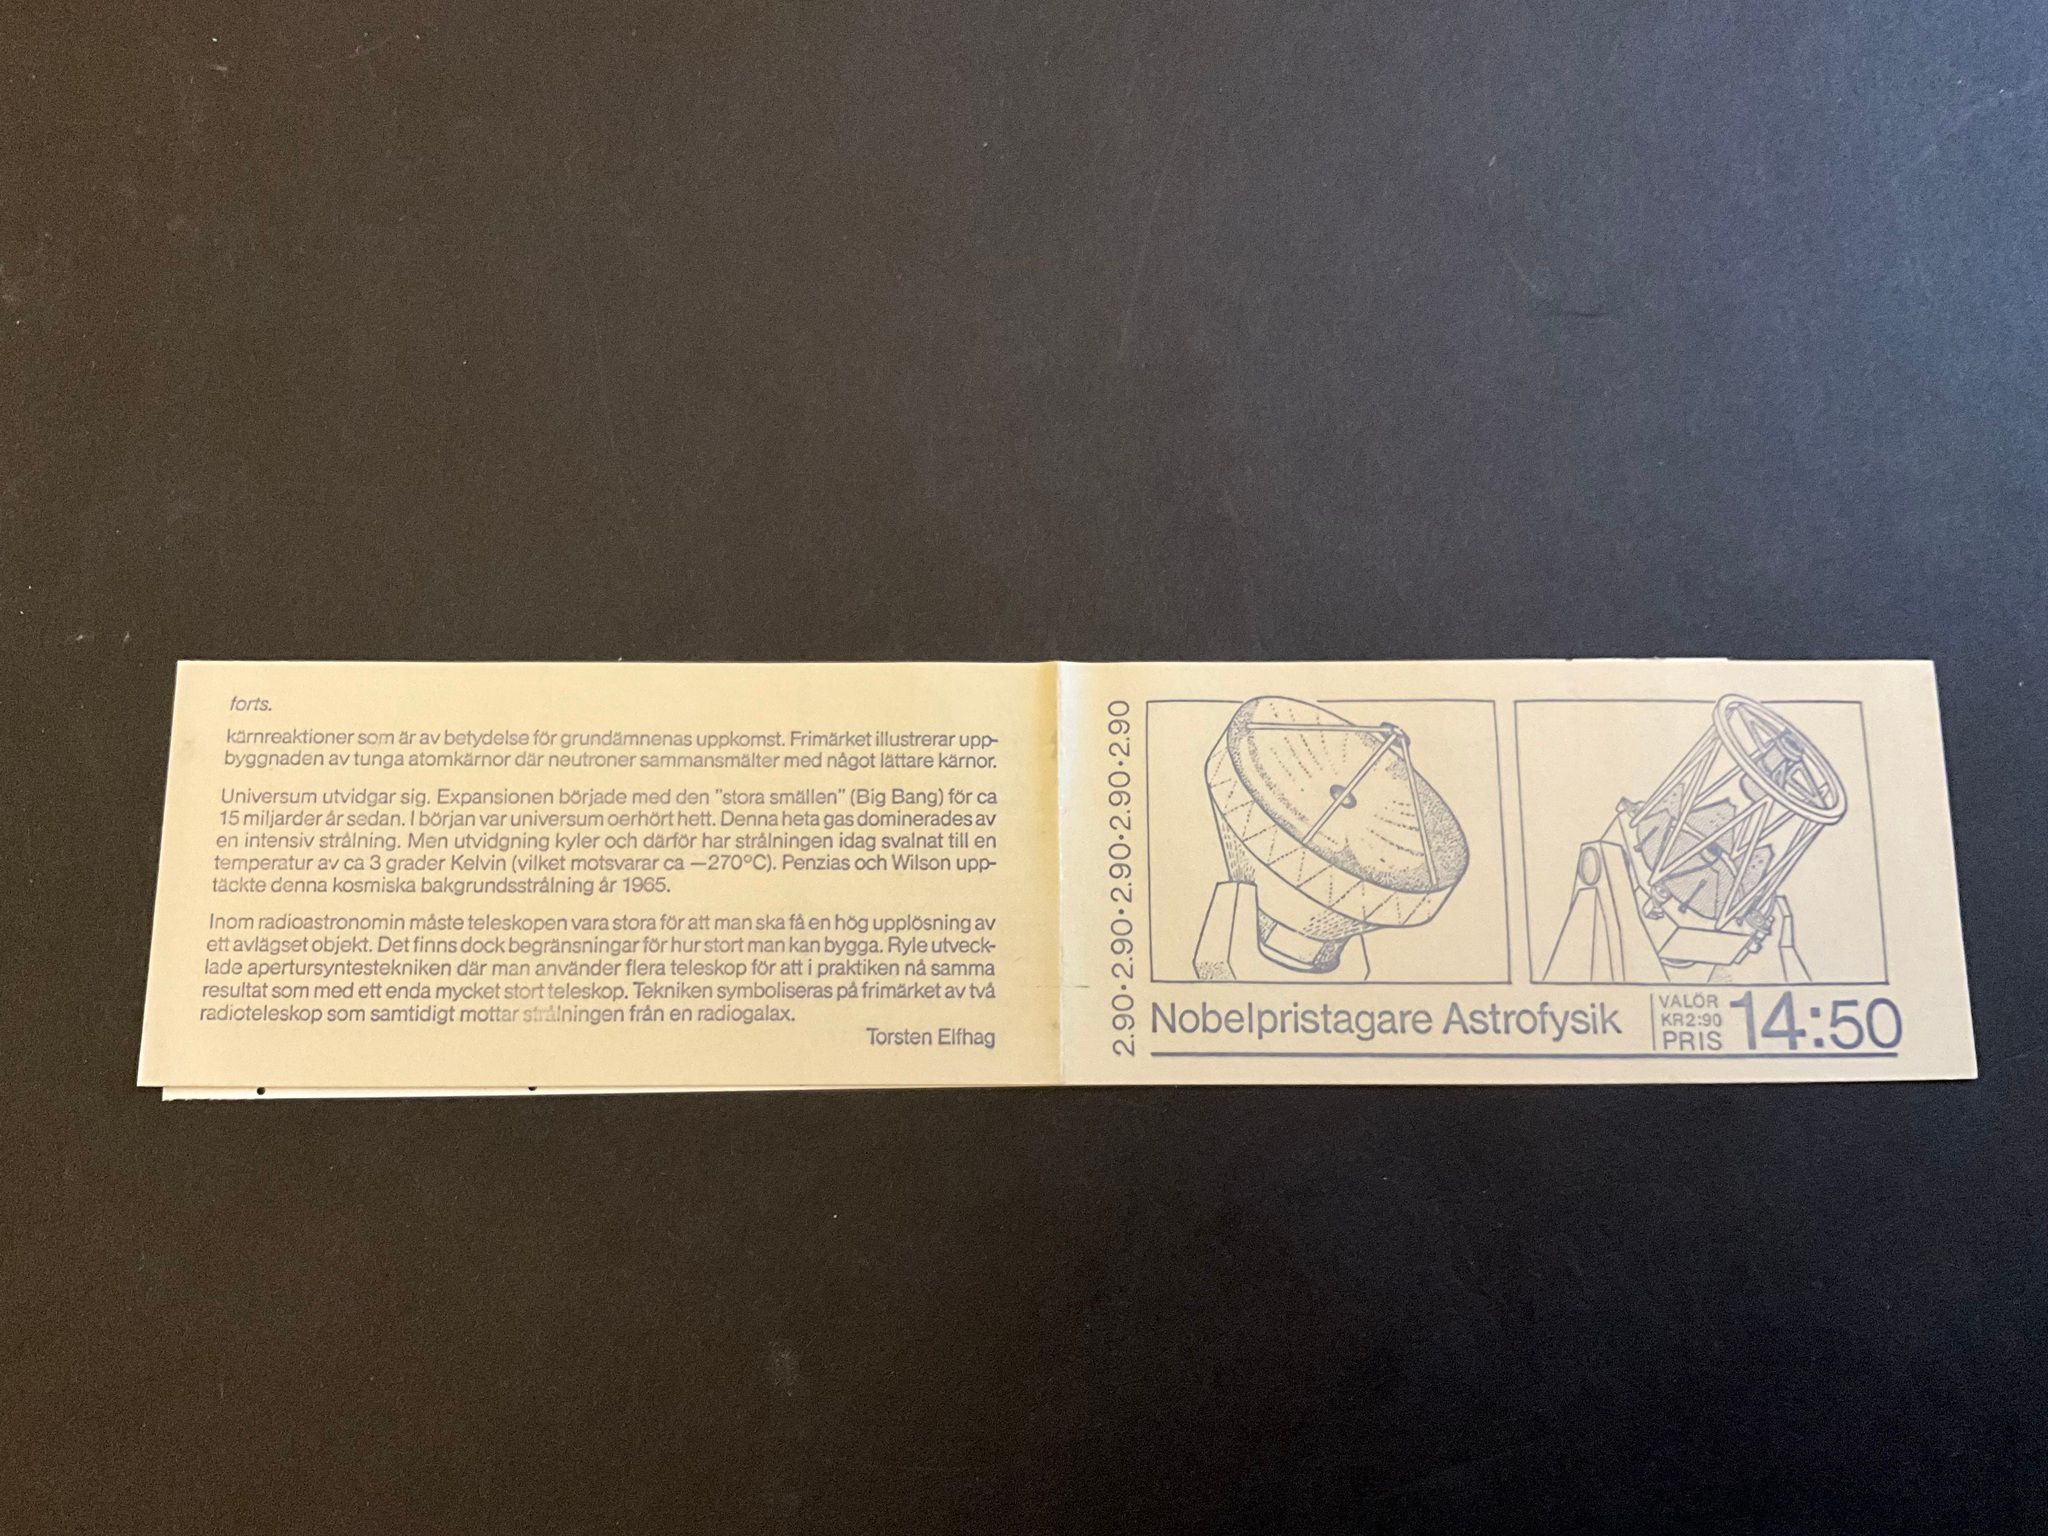 forts.
kärnreaktioner som är av betydelse för grundämnenas uppkomst. Frimärket illustrerar upp-
byggnaden av tunga atomkärnor där neutroner sammansmälter med något lättare kärnor.
Universum utvidgar sig. Expansionen började med den "stora smällen" (Big Bang) för ca
15 miljarder år sedan. I början var universum oerhört hett. Denna heta gas dominerades av
en intensiv strålning. Men utvidgning kyler och därför har strålningen idag svalnat till en
temperatur av ca 3 grader Kelvin (vilket motsvarar ca —270°C). Penzias och Wilson upp-
täckte denna kosmiska bakgrundsstrålning år 1965.
Inom radioastronomin måste teleskopen vara stora för att man ska få en hög upplösning av
ett avlägset objekt. Det finns dock begränsningar för hur stort man kan bygga. Ryle utveck-
lade apertursyntestekniken där man använder flera teleskop för att i praktiken nå samma
resultat som med ett enda mycket stort teleskop. Tekniken symboliseras på frimärket av två
radioteleskop som samtidigt mottar strålningen från en radiogalax.
Torsten Elfhag
2.90•2.90•2.90•2.90•2.90
Nobelpristagare Astrofysik
VALÖR
KR2:90
PRIS
14:50